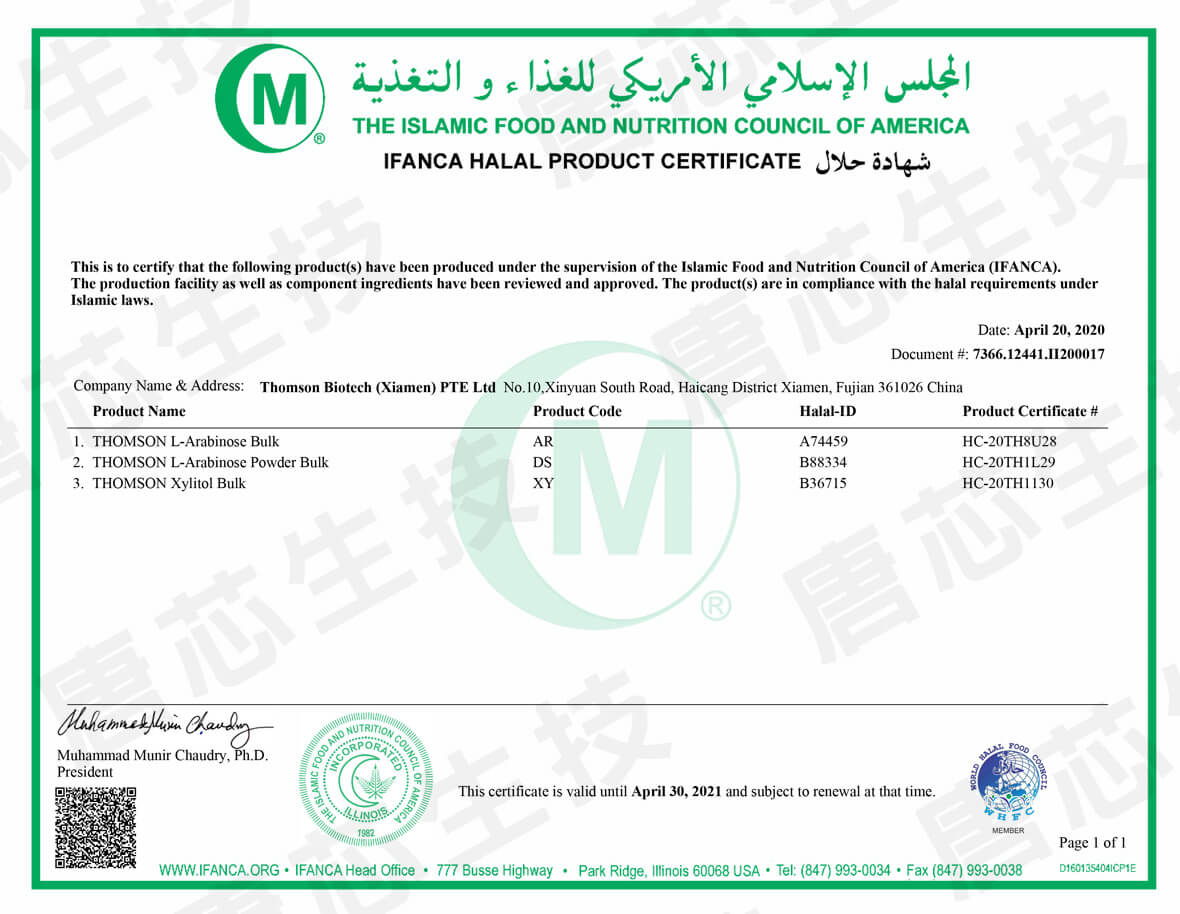 M
®
المجلس الإسلامي الأمريكي للغذاء و التغذية
THE ISLAMIC FOOD AND NUTRITION COUNCIL OF AMERICA
IFANCA HALAL PRODUCT CERTIFICATE شهادة حلال
This is to certify that the following product(s) have been produced under the supervision of the Islamic Food and Nutrition Council of America (IFANCA).
The production facility as well as component ingredients have been reviewed and approved. The product(s) are in compliance with the halal requirements under
Islamic laws.
Date: April 20, 2020
Document #: 7366.12441.II200017
Company Name & Address: Thomson Biotech (Xiamen) PTE Ltd No.10,Xinyuan South Road, Haicang District Xiamen, Fujian 361026 China
Product Name Product Code Halal-ID Product Certificate #
1. THOMSON L-Arabinose Bulk AR A74459 HC-20TH8U28
2. THOMSON L-Arabinose Powder Bulk DS B88334 HC-20TH1L29
3. THOMSON Xylitol Bulk XY B36715 HC-20TH1130
M
®
唐芯生技
唐芯生技
唐芯生技
Muhammad Munir Chaudry
Muhammad Munir Chaudry, Ph.D.
President
THE ISLAMIC FOOD AND NUTRITION COUNCIL OF AMERICA
INCORPORATED
ILLINOIS
1982
This certificate is valid until April 30, 2021 and subject to renewal at that time.
WORLD HALAL FOOD COUNCIL
حلال
WHFC
MEMBER
Page 1 of 1
WWW.IFANCA.ORG • IFANCA Head Office • 777 Busse Highway • Park Ridge, Illinois 60068 USA • Tel: (847) 993-0034 • Fax (847) 993-0038
D160135404ICP1E